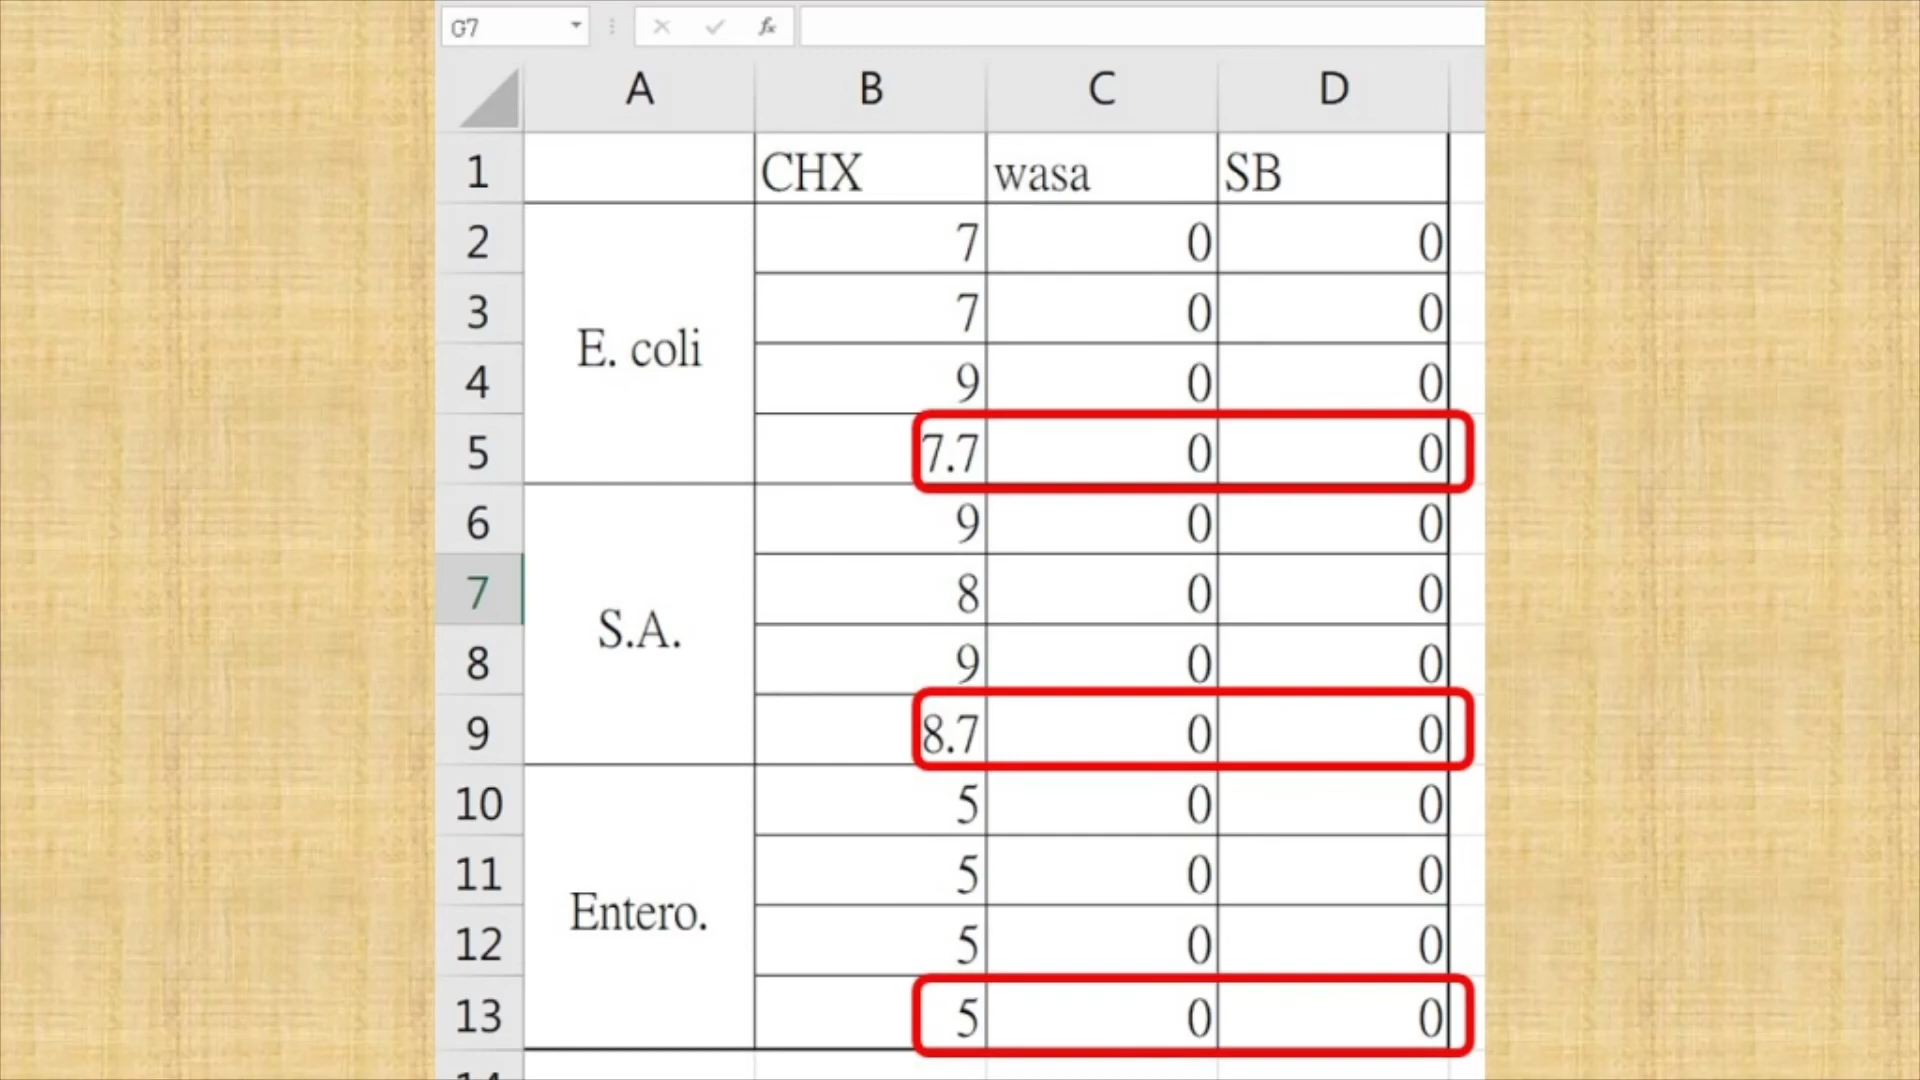 G7 fx
A B C D
1 CHX wasa SB
2 7 0 0
3 7 0 0
E. coli
4 9 0 0
5 7.7 0 0
6 9 0 0
7 8 0 0
S.A.
8 9 0 0
9 8.7 0 0
10 5 0 0
11 5 0 0
Entero.
12 5 0 0
13 5 0 0
14